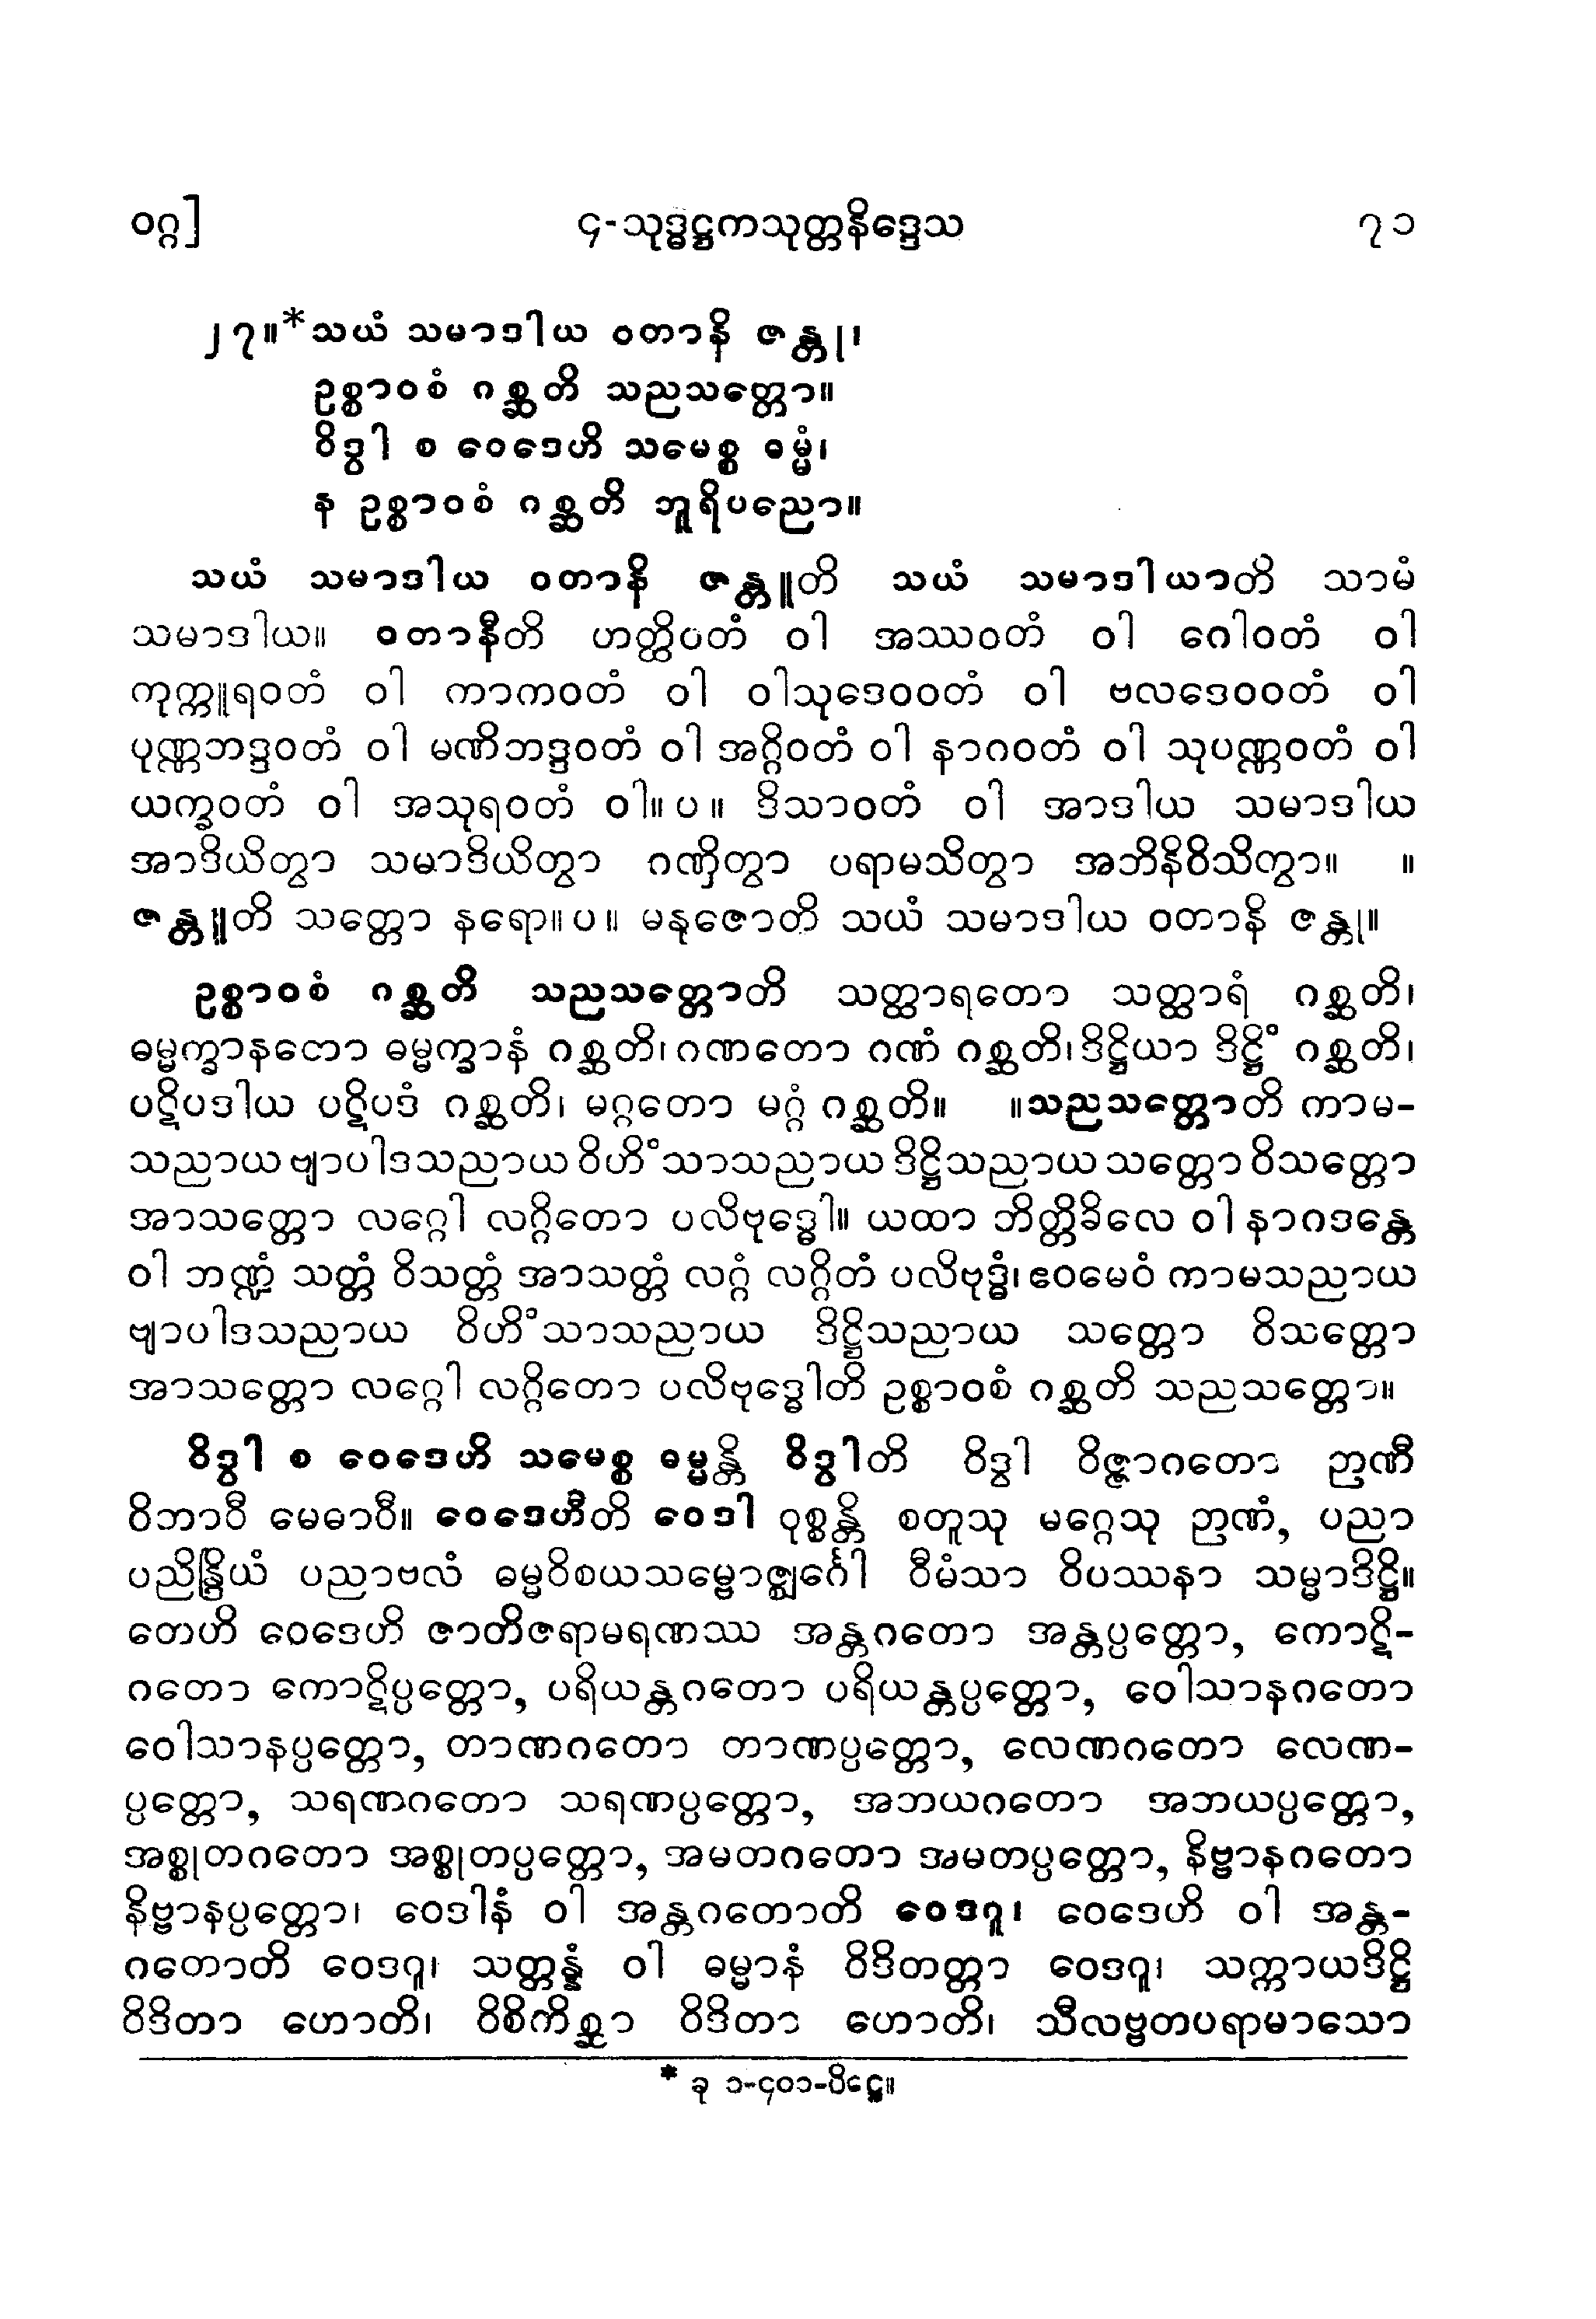 ဝဂ္ဂ]
၄-သုဒ္ဓဋ္ဌကသုတ္တနိဒ္ဒေသ
၇၁
၂၇။*သယံ သမာဒါယ ဝတာနိ ဇန္တု၊
ဥစ္စာဝစံ ဂစ္ဆတိ သညသတ္တော။
ဝိဒွါ စ ဝေဒေဟိ သမေစ္စ ဓမ္မံ၊
န ဥစ္စာဝစံ ဂစ္ဆတိ ဘူရိပညော။
သယံ သမာဒါယ ဝတာနိ ဇန္တူတိ သယံ သမာဒါယာတိ သာမံ
သမာဒါယ။ ဝတာနီတိ ဟတ္ထိဝတံ ဝါ အဿဝတံ ဝါ ဂေါဝတံ ဝါ
ကုက္ကူရဝတံ ဝါ ကာကဝတံ ဝါ ဝါသုဒေဝဝတံ ဝါ ဗလဒေဝဝတံ ဝါ
ပုဏ္ဏဘဒ္ဒဝတံ ဝါ မဏိဘဒ္ဒဝတံ ဝါ အဂ္ဂိဝတံ ဝါ နာဂဝတံ ဝါ သုပဏ္ဏဝတံ ဝါ
ယက္ခဝတံ ဝါ အသုရဝတံ ဝါ။ပ။ ဒိသာဝတံ ဝါ အာဒါယ သမာဒါယ
အာဒိယိတွာ သမာဒိယိတွာ ဂဏှိတွာ ပရာမသိတွာ အဘိနိဝိသိတွာ။ ။
ဇန္တူတိ သတ္တော နရော။ပ။ မနုဇောတိ သယံ သမာဒါယ ဝတာနိ ဇန္တု။
ဥစ္စာဝစံ ဂစ္ဆတိ သညသတ္တောတိ သတ္ထာရတော သတ္ထာရံ ဂစ္ဆတိ၊
ဓမ္မက္ခာနတော ဓမ္မက္ခာနံ ဂစ္ဆတိ၊ဂဏတော ဂဏံ ဂစ္ဆတိ၊ဒိဋ္ဌိယာ ဒိဋ္ဌိံ ဂစ္ဆတိ၊
ပဋိပဒါယ ပဋိပဒံ ဂစ္ဆတိ၊ မဂ္ဂတော မဂ္ဂံ ဂစ္ဆတိ။ ။သညသတ္တောတိ ကာမ-
သညာယ ဗျာပါဒသညာယ ဝိဟိံသာသညာယ ဒိဋ္ဌိသညာယ သတ္တော ဝိသတ္တော
အာသတ္တော လဂ္ဂေါ လဂ္ဂိတော ပလိဗုဒ္ဓေါ။ ယထာ ဘိတ္တိခိလေ ဝါ နာဂဒန္တေ
ဝါ ဘဏ္ဍံ သတ္တံ ဝိသတ္တံ အာသတ္တံ လဂ္ဂံ လဂ္ဂိတံ ပလိဗုဒ္ဓံ၊ ဧဝမေဝံ ကာမသညာယ
ဗျာပါဒသညာယ ဝိဟိံသာသညာယ ဒိဋ္ဌိသညာယ သတ္တော ဝိသတ္တော
အာသတ္တော လဂ္ဂေါ လဂ္ဂိတော ပလိဗုဒ္ဓေါတိ ဥစ္စာဝစံ ဂစ္ဆတိ သညသတ္တော။
ဝိဒွါ စ ဝေဒေဟိ သမေစ္စ ဓမ္မန္တိ ဝိဒွါတိ ဝိဒွါ ဝိဇ္ဇာဂတော ဉာဏီ
ဝိဘာဝီ မေဓာဝီ။ ဝေဒေဟီတိ ဝေဒါ ဝုစ္စန္တိ စတူသု မဂ္ဂေသု ဉာဏံ, ပညာ
ပညိန္ဒြိယံ ပညာဗလံ ဓမ္မဝိစယသမ္ဗောဇ္ဈင်္ဂေါ ဝီမံသာ ဝိပဿနာ သမ္မာဒိဋ္ဌိ။
တေဟိ ဝေဒေဟိ ဇာတိဇရာမရဏဿ အန္တဂတော အန္တပ္ပတ္တော, ကောဋိ-
ဂတော ကောဋိပ္ပတ္တော, ပရိယန္တဂတော ပရိယန္တပ္ပတ္တော, ဝေါသာနဂတော
ဝေါသာနပ္ပတ္တော, တာဏဂတော တာဏပ္ပတ္တော, လေဏဂတော လေဏ-
ပ္ပတ္တော, သရဏဂတော သရဏပ္ပတ္တော, အဘယဂတော အဘယပ္ပတ္တော,
အစ္စုတဂတော အစ္စုတပ္ပတ္တော, အမတဂတော အမတပ္ပတ္တော, နိဗ္ဗာနဂတော
နိဗ္ဗာနပ္ပတ္တော၊ ဝေဒါနံ ဝါ အန္တဂတောတိ ဝေဒဂူ၊ ဝေဒေဟိ ဝါ အန္တ-
ဂတောတိ ဝေဒဂူ၊ သတ္တန္နံ ဝါ ဓမ္မာနံ ဝိဒိတတ္တာ ဝေဒဂူ၊ သက္ကာယဒိဋ္ဌိ
ဝိဒိတာ ဟောတိ၊ ဝိစိကိစ္ဆာ ဝိဒိတာ ဟောတိ၊ သီလဗ္ဗတပရာမာသော
* ခု ၁-၄၀၁-ပိဋ္ဌေ။